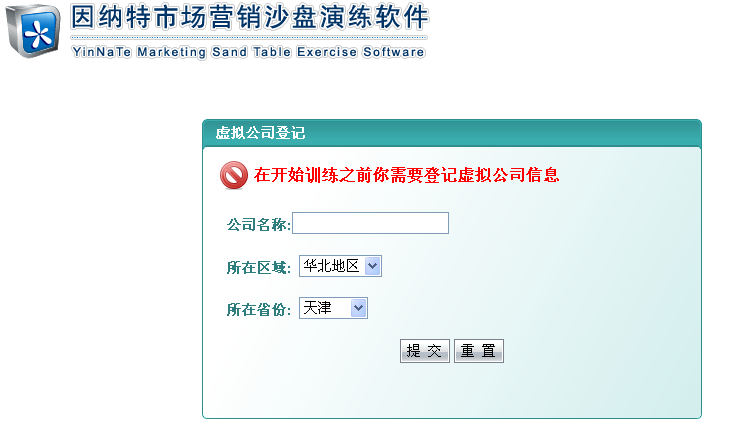 因纳特市场营销沙盘演练软件
YinNaTe Marketing Sand Table Exercise Software
虚拟公司登记
在开始训练之前你需要登记虚拟公司信息
公司名称:
所在区域: 华北地区
所在省份: 天津
提 交 重 置